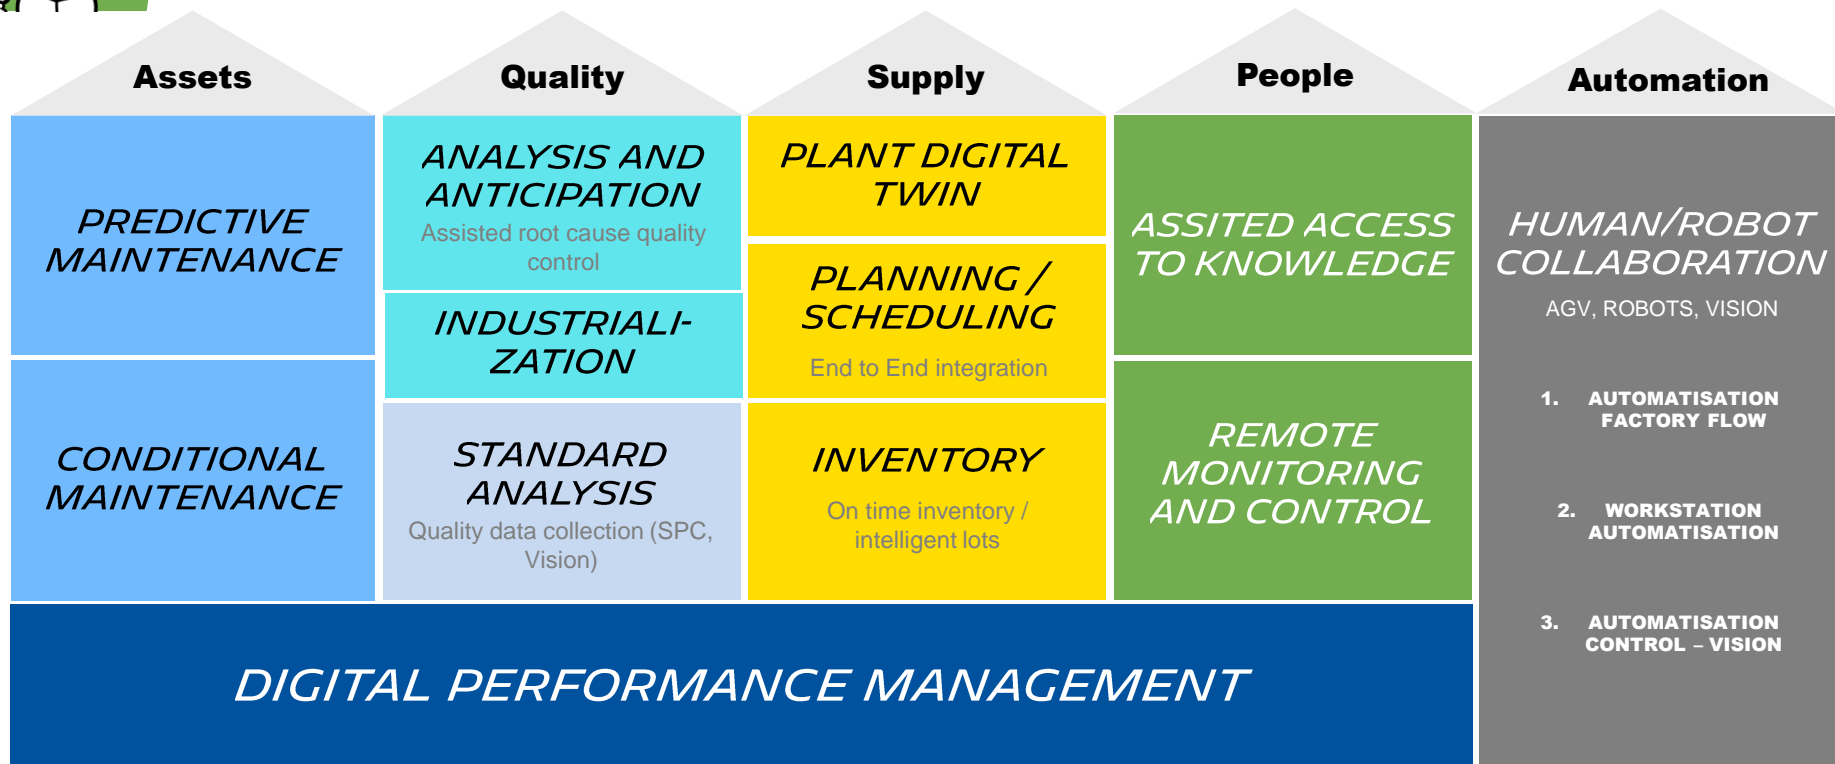 Assets
Quality
Supply
People
Automation
PREDICTIVE
MAINTENANCE
CONDITIONAL
MAINTENANCE
ANALYSIS AND
ANTICIPATION
Assisted root cause quality
control
INDUSTRIALI-
ZATION
STANDARD
ANALYSIS
Quality data collection (SPC,
Vision)
PLANT DIGITAL
TWIN
PLANNING /
SCHEDULING
End to End integration
INVENTORY
On time inventory /
intelligent lots
ASSITED ACCESS
TO KNOWLEDGE
REMOTE
MONITORING
AND CONTROL
HUMAN/ROBOT
COLLABORATION
AGV, ROBOTS, VISION
1. AUTOMATISATION
FACTORY FLOW
2. WORKSTATION
AUTOMATISATION
3. AUTOMATISATION
CONTROL – VISION
DIGITAL PERFORMANCE MANAGEMENT